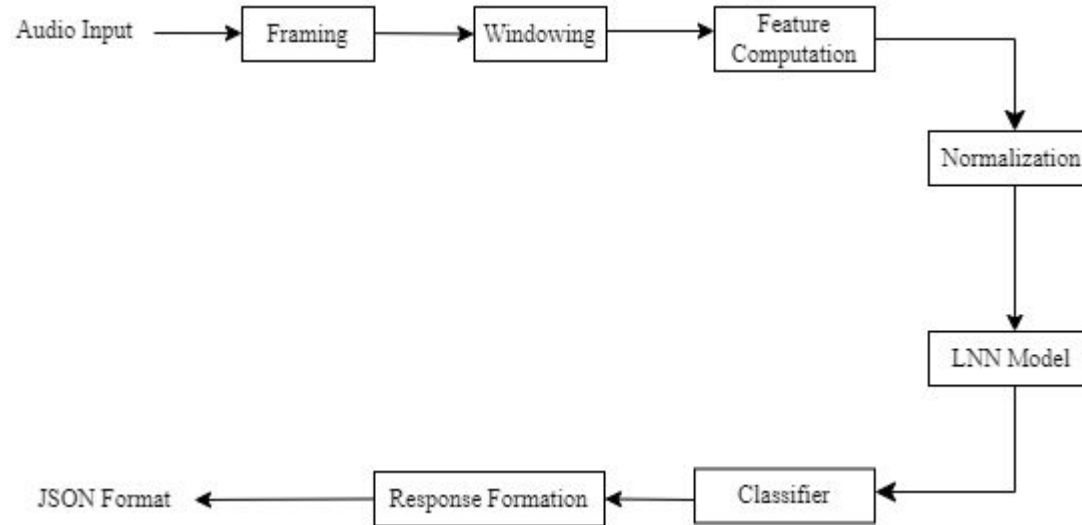 Audio Input
Framing
Windowing
Feature
Computation
Normalization
LNN Model
Classifier
Response Formation
JSON Format